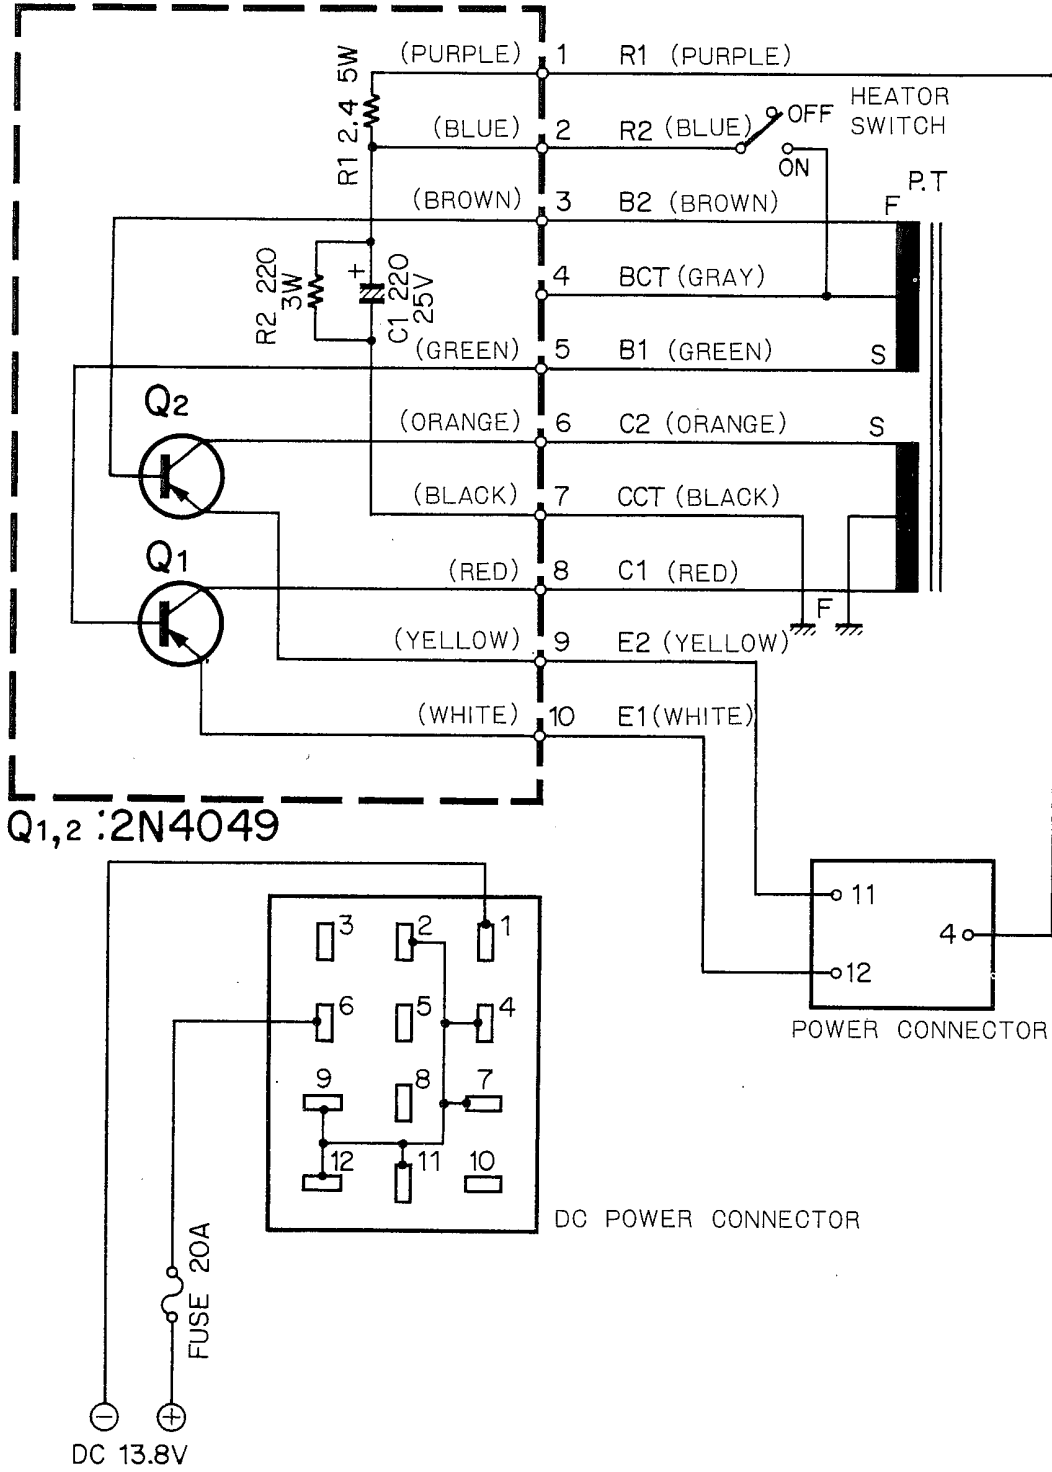 (PURPLE) 1 R1 (PURPLE)
R1 2.4 5W
HEATOR
SWITCH
OFF
(BLUE) 2 R2 (BLUE)
ON
P.T
(BROWN) 3 B2 (BROWN) F
R2 220
3W
+
C1 220
25V
4 BCT (GRAY)
(GREEN) 5 B1 (GREEN) S
Q2
(ORANGE) 6 C2 (ORANGE) S
(BLACK) 7 CCT (BLACK)
Q1
(RED) 8 C1 (RED)
F
(YELLOW) 9 E2 (YELLOW)
(WHITE) 10 E1 (WHITE)
Q1,2 : 2N4049
11
4
12
POWER CONNECTOR
3 2 1
6 5 4
9 8 7
12 11 10
DC POWER CONNECTOR
FUSE 20A
− +
DC 13.8V